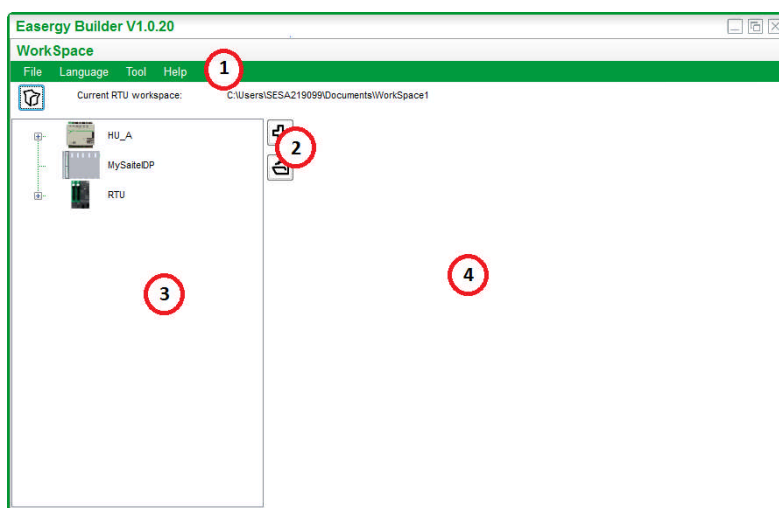 Easergy Builder V1.0.20
WorkSpace
File Language Tool Help
1
Current RTU workspace: C:\Users\SESA219099\Documents\WorkSpace1
HU_A
2
MySaiteIDP
RTU
3
4